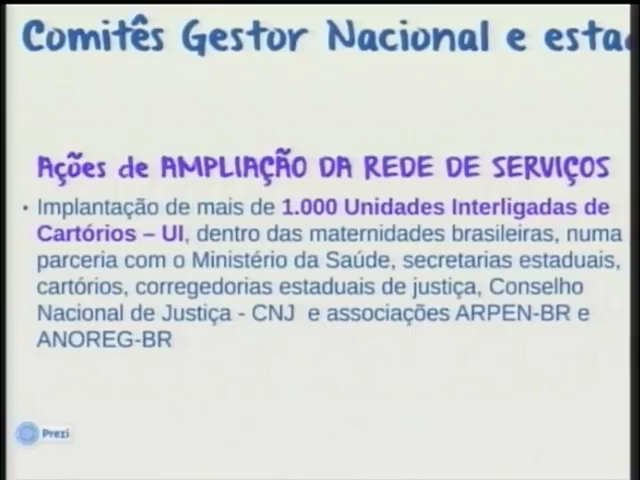 Comitês Gestor Nacional e esta
Ações de AMPLIAÇÃO DA REDE DE SERVIÇOS
• Implantação de mais de 1.000 Unidades Interligadas de
Cartórios – UI, dentro das maternidades brasileiras, numa
parceria com o Ministério da Saúde, secretarias estaduais,
cartórios, corregedorias estaduais de justiça, Conselho
Nacional de Justiça - CNJ e associações ARPEN-BR e
ANOREG-BR
Prezi